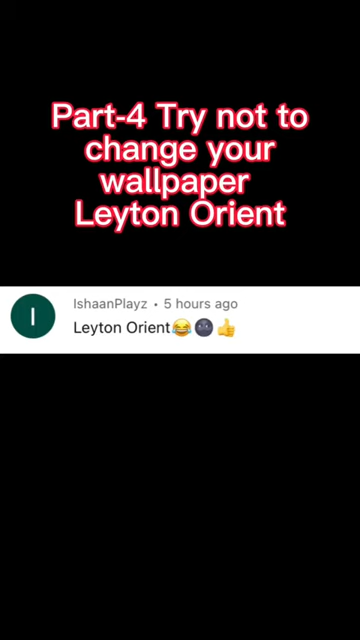 Part-4 Try not to
change your
wallpaper
Leyton Orient
I
IshaanPlayz • 5 hours ago
Leyton Orient😂🌚👍